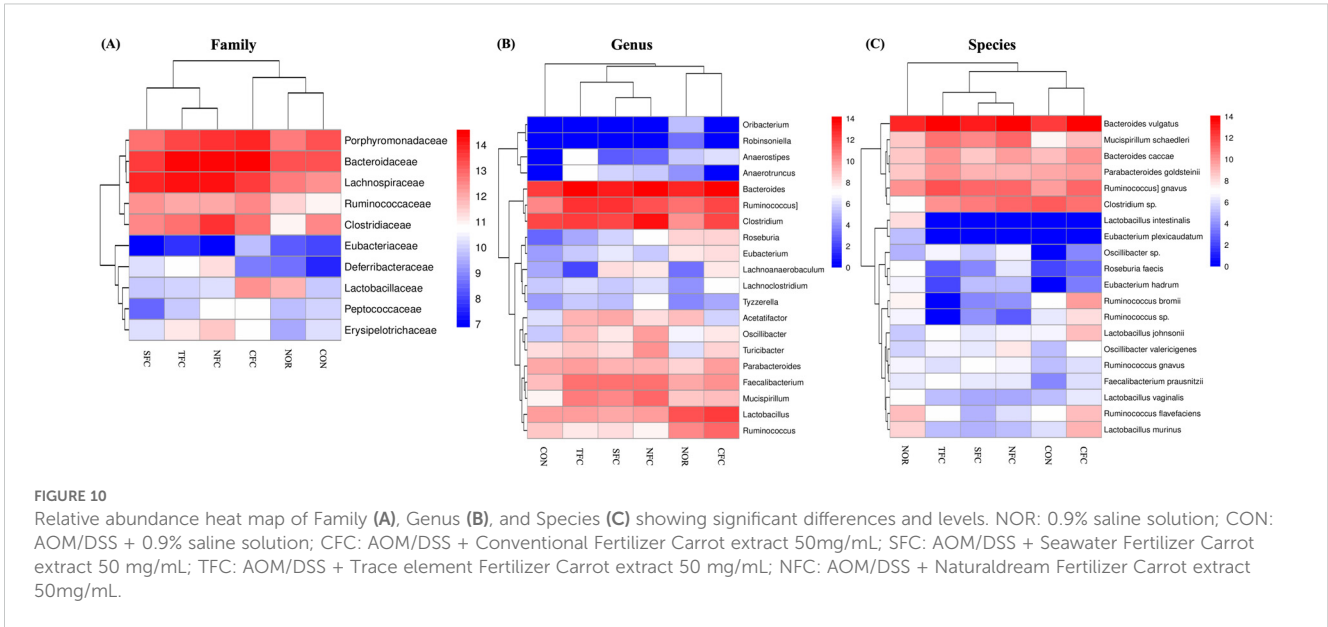 (A) Family
Porphyromonadaceae
Bacteroidaceae
Lachnospiraceae
Ruminococcaceae
Clostridiaceae
Eubacteriaceae
Deferribacteraceae
Lactobacillaceae
Peptococcaceae
Erysipelotrichaceae
SFC TFC NFC CFC NOR CON
14
13
12
11
10
9
8
7
(B) Genus
Oribacterium
Robinsoniella
Anaerostipes
Anaerotruncus
Bacteroides
Ruminococcus]
Clostridium
Roseburia
Eubacterium
Lachnoanaerobaculum
Lachnoclostridium
Tyzzerella
Acetatifactor
Oscillibacter
Turicibacter
Parabacteroides
Faecalibacterium
Mucispirillum
Lactobacillus
Ruminococcus
CON TFC SFC NFC NOR CFC
14
12
10
8
6
4
2
0
(C) Species
Bacteroides vulgatus
Mucispirillum schaedleri
Bacteroides caccae
Parabacteroides goldsteinii
Ruminococcus] gnavus
Clostridium sp.
Lactobacillus intestinalis
Eubacterium plexicaudatum
Oscillibacter sp.
Roseburia faecis
Eubacterium hadrum
Ruminococcus bromii
Ruminococcus sp.
Lactobacillus johnsonii
Oscillibacter valericigenes
Ruminococcus gnavus
Faecalibacterium prausnitzii
Lactobacillus vaginalis
Ruminococcus flavefaciens
Lactobacillus murinus
NOR TFC SFC NFC CON CFC
14
12
10
8
6
4
2
0
FIGURE 10
Relative abundance heat map of Family (A), Genus (B), and Species (C) showing significant differences and levels. NOR: 0.9% saline solution; CON:
AOM/DSS + 0.9% saline solution; CFC: AOM/DSS + Conventional Fertilizer Carrot extract 50mg/mL; SFC: AOM/DSS + Seawater Fertilizer Carrot
extract 50 mg/mL; TFC: AOM/DSS + Trace element Fertilizer Carrot extract 50 mg/mL; NFC: AOM/DSS + Naturaldream Fertilizer Carrot extract
50mg/mL.